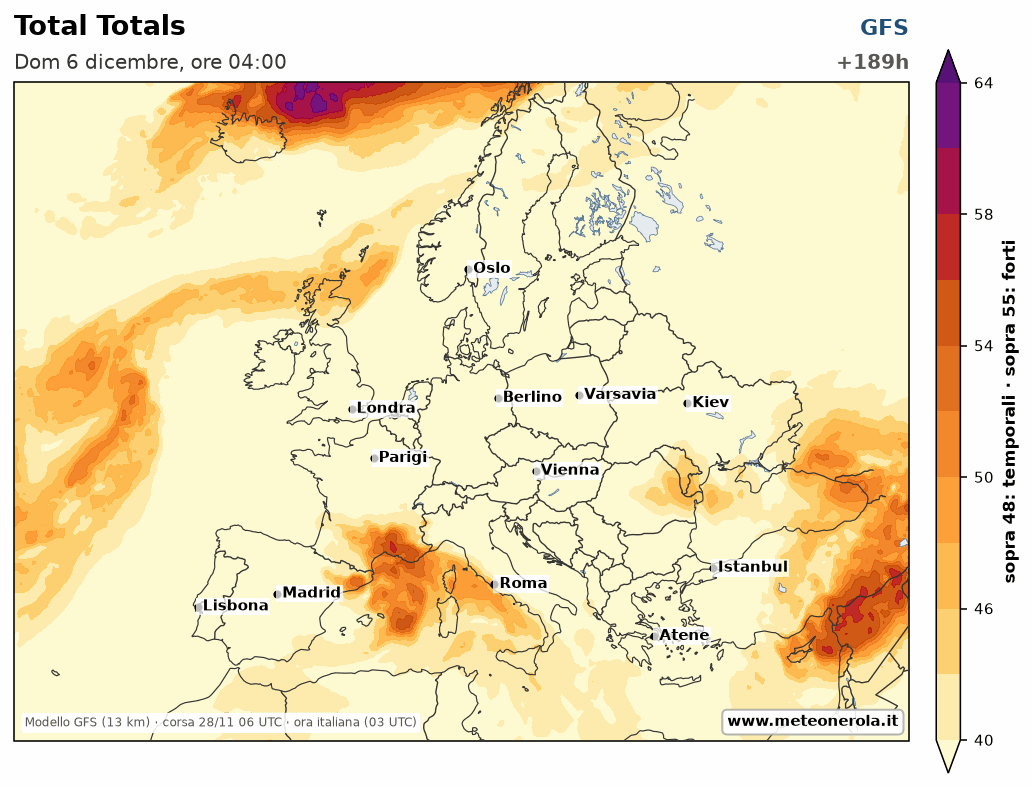 Total Totals
GFS
Dom 6 dicembre, ore 04:00
+189h
64
58
54
50
46
40
sopra 48: temporali · sopra 55: forti
Oslo
Berlino
Varsavia
Kiev
Londra
Parigi
Vienna
Istanbul
Roma
Madrid
Lisbona
Atene
Modello GFS (13 km) · corsa 28/11 06 UTC · ora italiana (03 UTC)
www.meteonerola.it